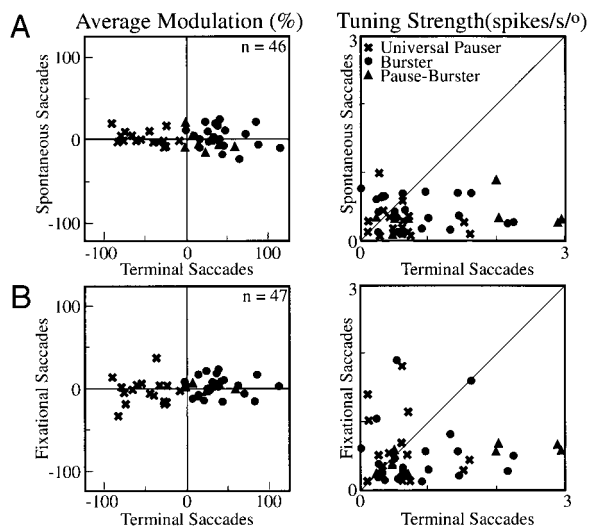 A
Average Modulation (%)
Tuning Strength(spikes/s/°)
n = 46
Spontaneous Saccades
100
0
-100
-100 0 100
Terminal Saccades
Universal Pauser
Burster
Pause-Burster
Spontaneous Saccades
3
0
0 3
Terminal Saccades
B
n = 47
Fixational Saccades
100
0
-100
-100 0 100
Terminal Saccades
Fixational Saccades
3
0
0 3
Terminal Saccades